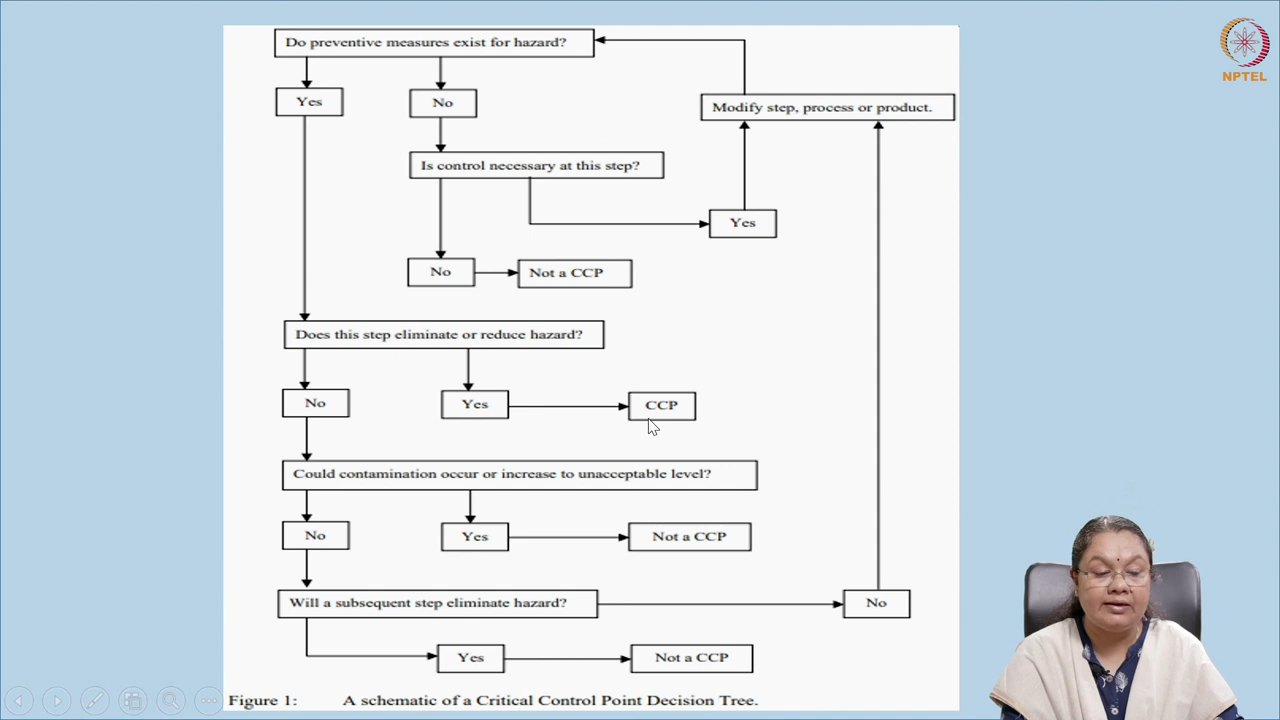 Do preventive measures exist for hazard?
NPTEL
Yes
No
Modify step, process or product.
Is control necessary at this step?
Yes
No
Not a CCP
Does this step eliminate or reduce hazard?
No
Yes
CCP
Could contamination occur or increase to unacceptable level?
No
Yes
Not a CCP
Will a subsequent step eliminate hazard?
No
Yes
Not a CCP
Figure 1: A schematic of a Critical Control Point Decision Tree.